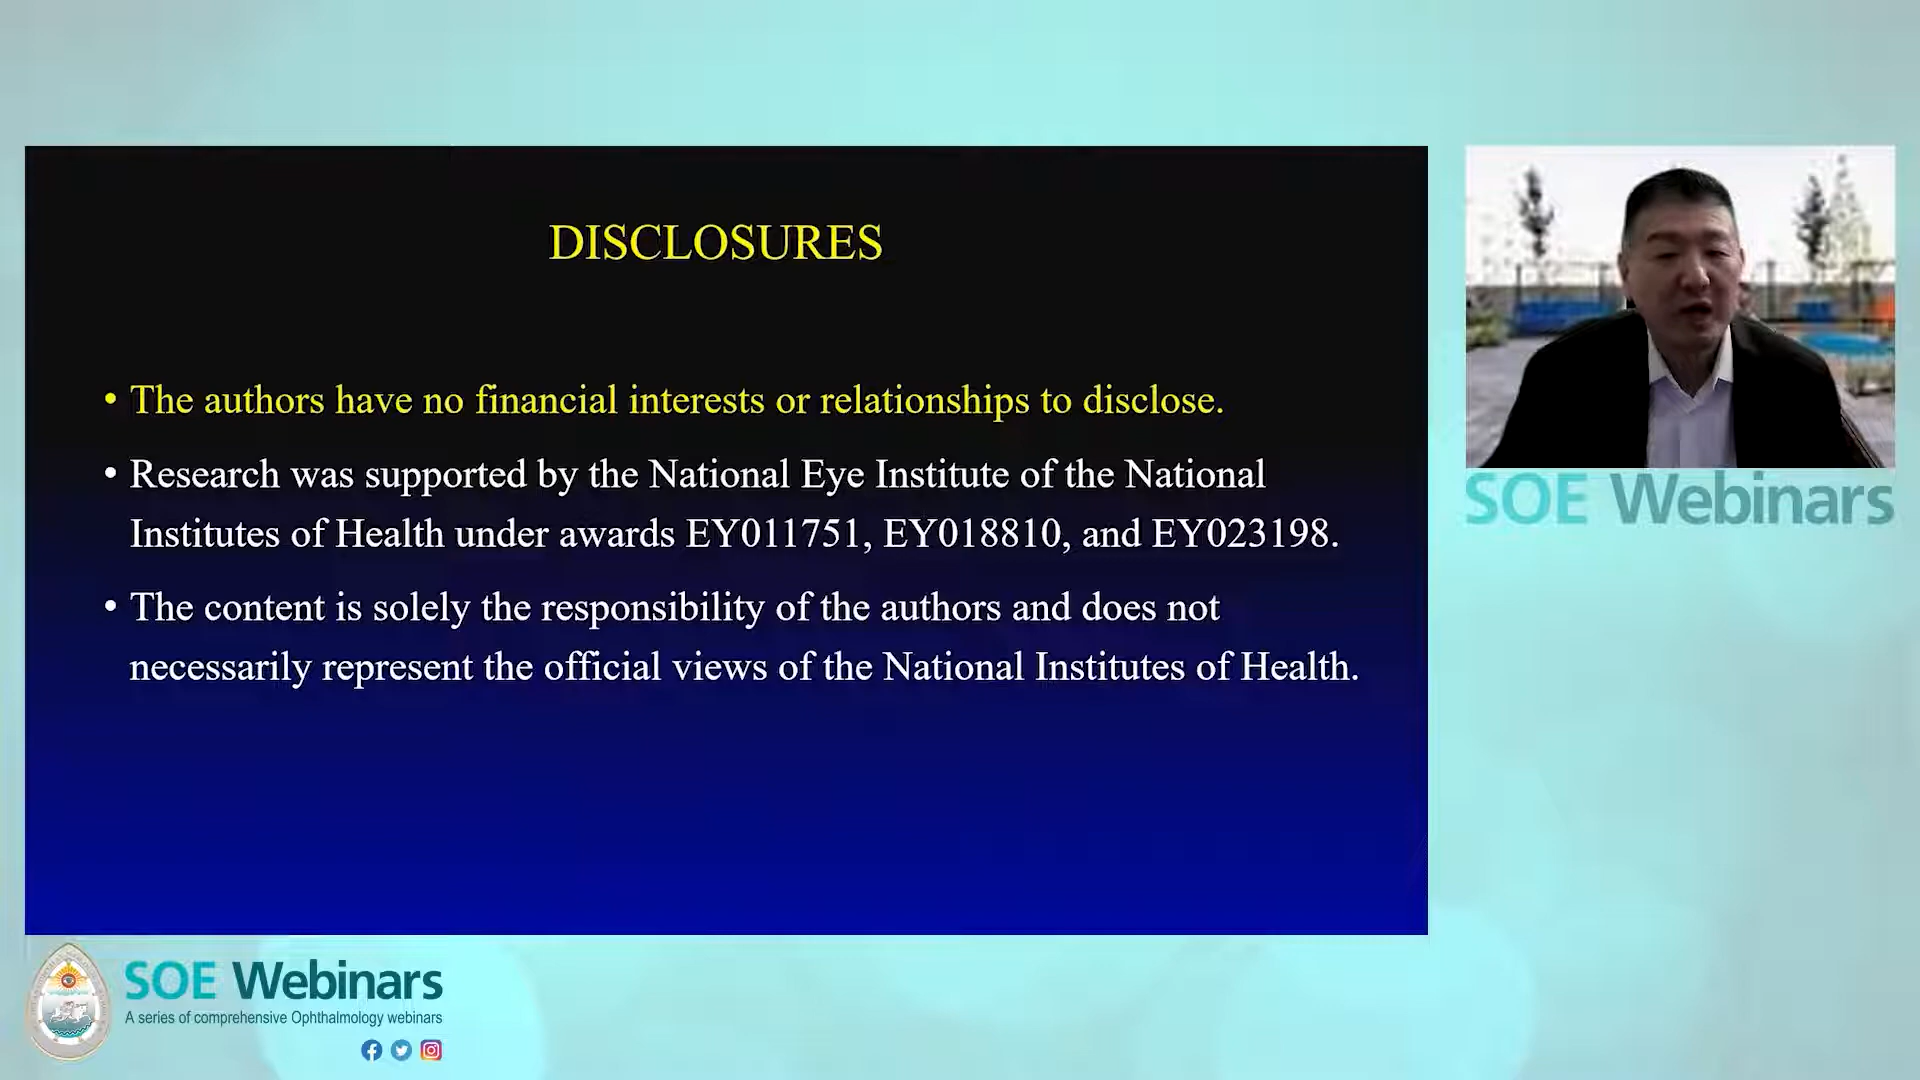 DISCLOSURES
• The authors have no financial interests or relationships to disclose.
• Research was supported by the National Eye Institute of the National
Institutes of Health under awards EY011751, EY018810, and EY023198.
• The content is solely the responsibility of the authors and does not
necessarily represent the official views of the National Institutes of Health.
SOE Webinars
SOE Webinars
A series of comprehensive Ophthalmology webinars